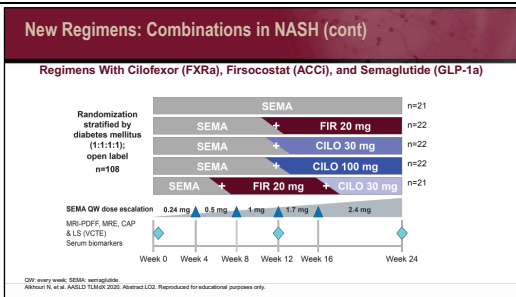 New Regimens: Combinations in NASH (cont)
Regimens With Cilofexor (FXRa), Firsocostat (ACCi), and Semaglutide (GLP-1a)
Randomization
stratified by
diabetes mellitus
(1:1:1:1);
open label
n=108
SEMA n=21
SEMA + FIR 20 mg n=22
SEMA + CILO 30 mg n=22
SEMA + CILO 100 mg n=22
SEMA + FIR 20 mg + CILO 30 mg n=21
SEMA QW dose escalation 0.24 mg 0.5 mg 1 mg 1.7 mg 2.4 mg
MRI-PDFF, MRE, CAP
& LS (VCTE)
Serum biomarkers
Week 0 Week 4 Week 8 Week 12 Week 16 Week 24
QW: every week; SEMA: semaglutide.
Alkhouri N, et al. AASLD TLMdX 2020. Abstract LO2. Reproduced for educational purposes only.